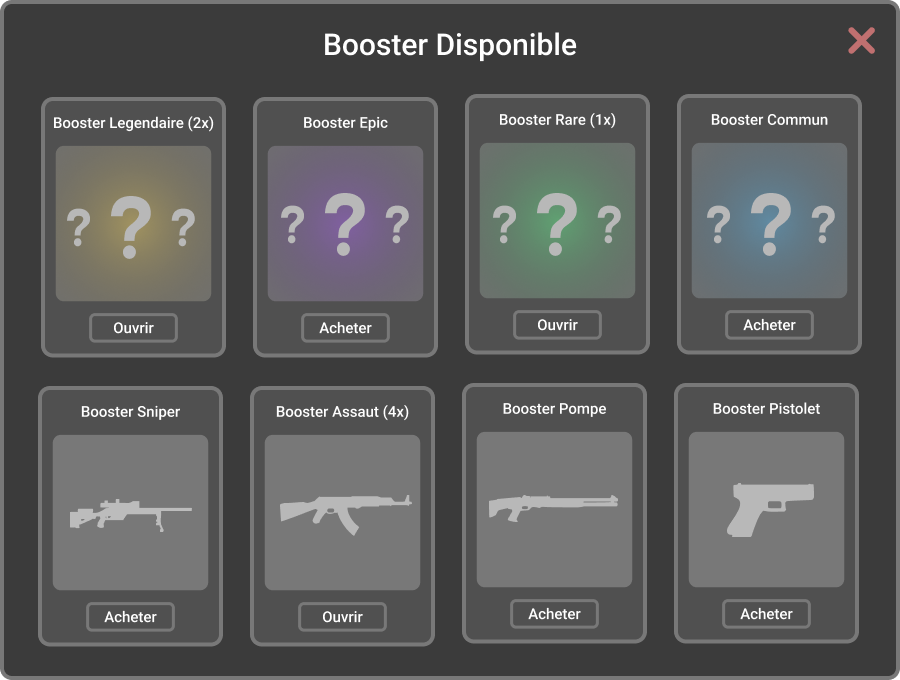 Booster Disponible
Booster Legendaire (2x)
? ? ?
Ouvrir
Booster Epic
? ? ?
Acheter
Booster Rare (1x)
? ? ?
Ouvrir
Booster Commun
? ? ?
Acheter
Booster Sniper
Acheter
Booster Assaut (4x)
Ouvrir
Booster Pompe
Acheter
Booster Pistolet
Acheter